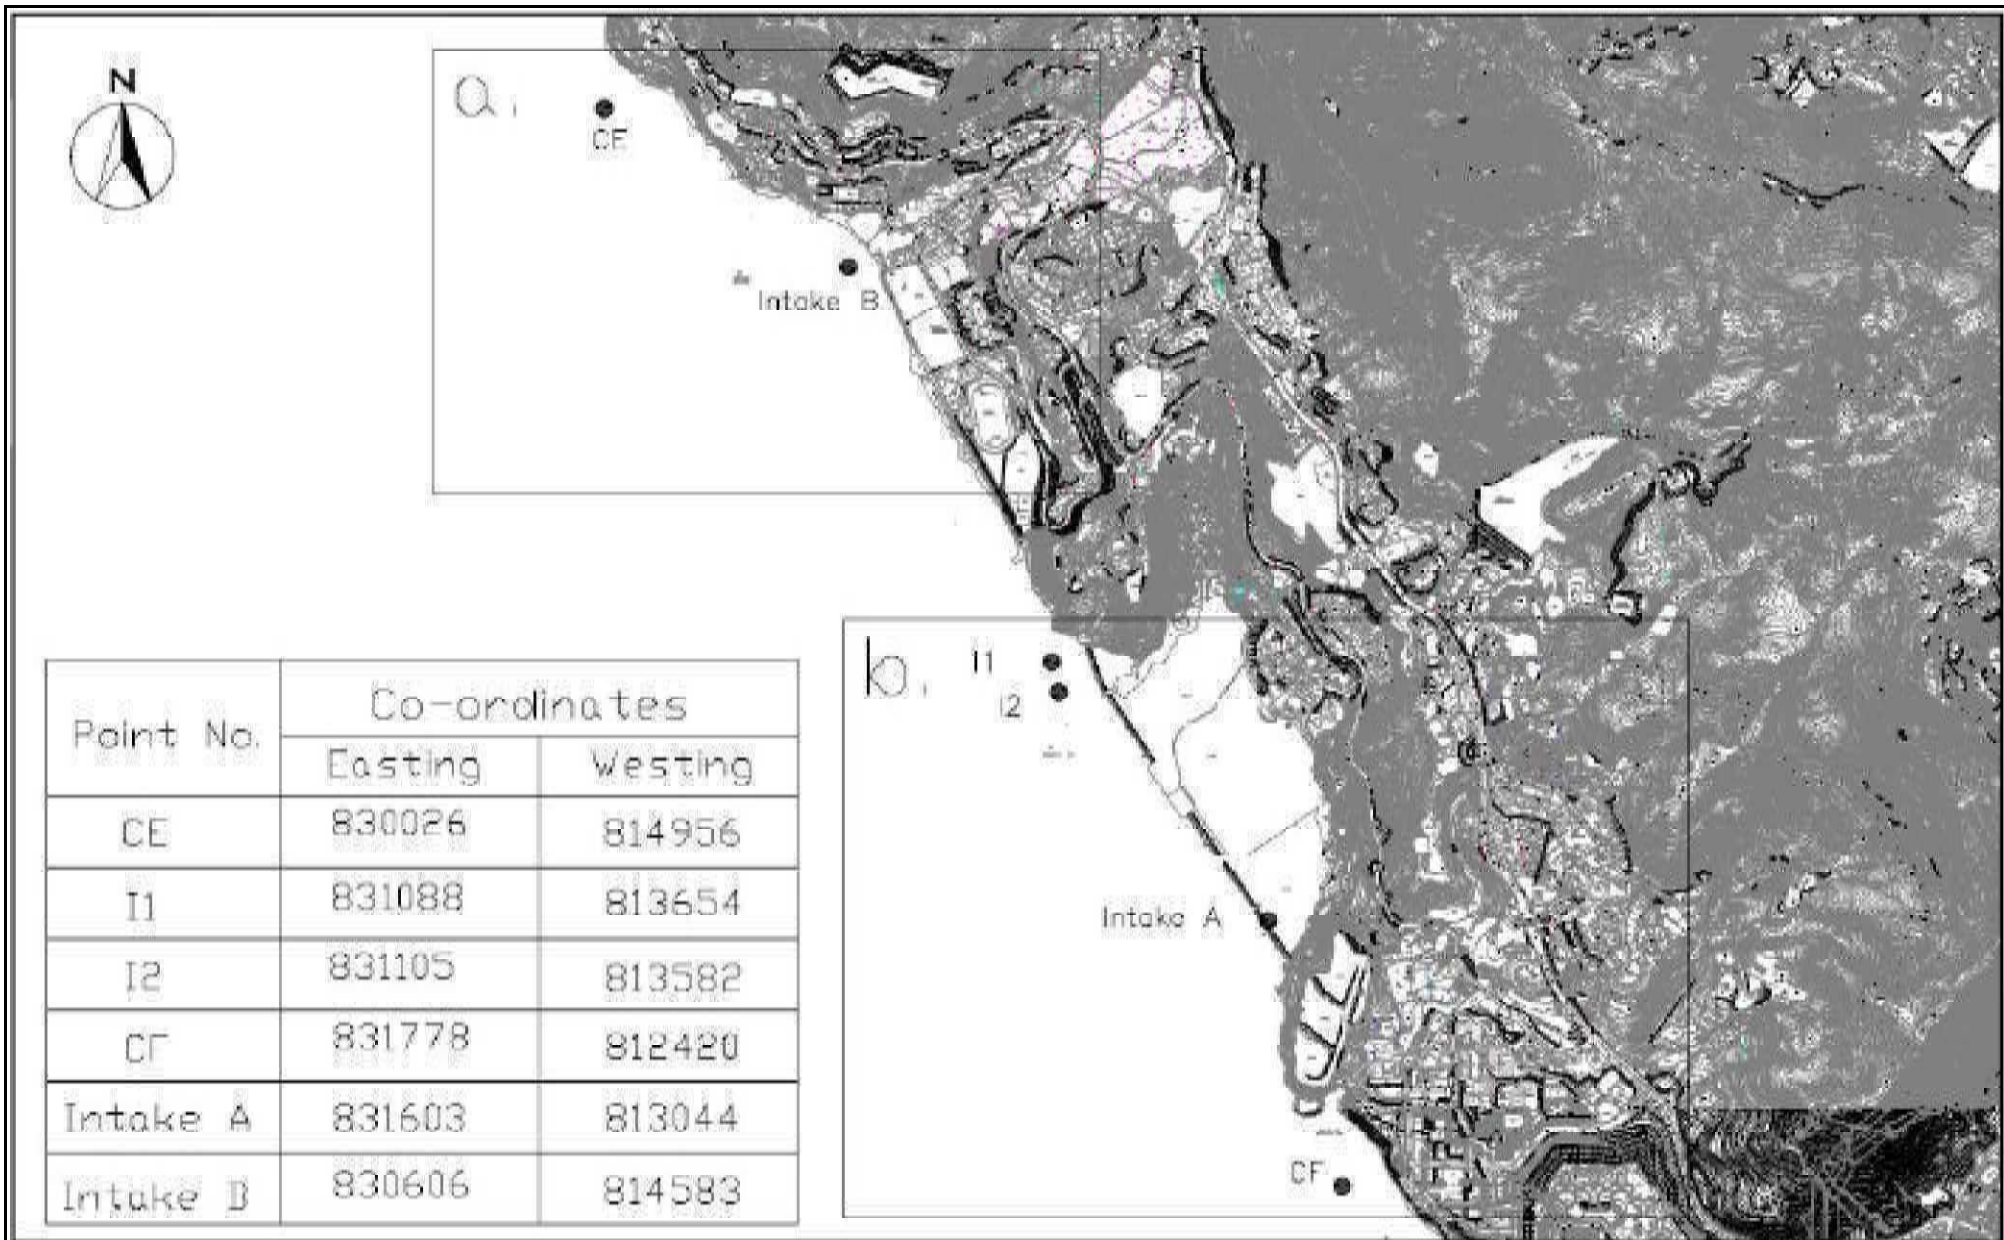 N
a.
CE
Intake B
b.
I1
I2
Intake A
CF
Point No. Co-ordinates
Easting Westing
CE 830026 814956
I1 831088 813654
I2 831105 813582
CF 831778 812420
Intake A 831603 813044
Intake B 830606 814583